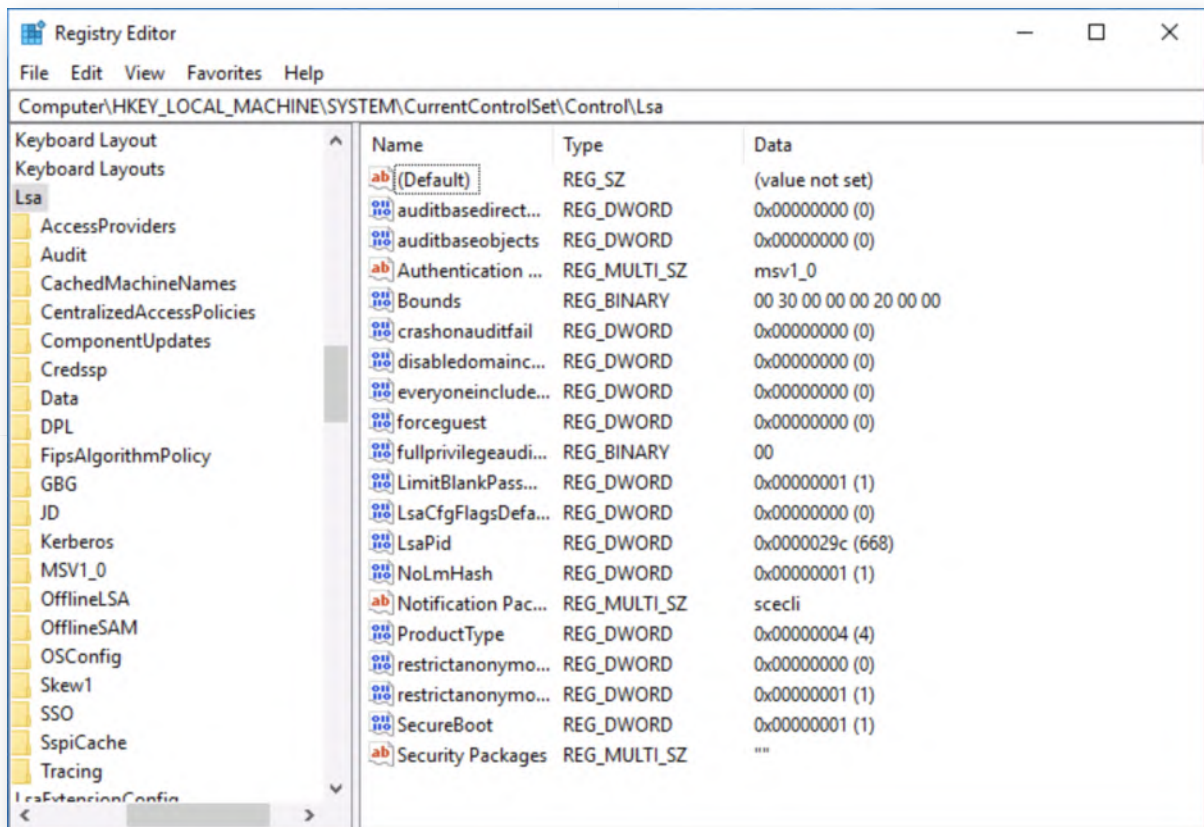 Registry Editor
File Edit View Favorites Help
Computer\HKEY_LOCAL_MACHINE\SYSTEM\CurrentControlSet\Control\Lsa
Keyboard Layout
Keyboard Layouts
Lsa
AccessProviders
Audit
CachedMachineNames
CentralizedAccessPolicies
ComponentUpdates
Credssp
Data
DPL
FipsAlgorithmPolicy
GBG
JD
Kerberos
MSV1_0
OfflineLSA
OfflineSAM
OSConfig
Skew1
SSO
SspiCache
Tracing
LsaExtensionConfig
Name Type Data
(Default) REG_SZ (value not set)
auditbasedirect... REG_DWORD 0x00000000 (0)
auditbaseobjects REG_DWORD 0x00000000 (0)
Authentication ... REG_MULTI_SZ msv1_0
Bounds REG_BINARY 00 30 00 00 00 20 00 00
crashonauditfail REG_DWORD 0x00000000 (0)
disabledomainc... REG_DWORD 0x00000000 (0)
everyoneinclude... REG_DWORD 0x00000000 (0)
forceguest REG_DWORD 0x00000000 (0)
fullprivilegeaudi... REG_BINARY 00
LimitBlankPass... REG_DWORD 0x00000001 (1)
LsaCfgFlagsDefa... REG_DWORD 0x00000000 (0)
LsaPid REG_DWORD 0x0000029c (668)
NoLmHash REG_DWORD 0x00000001 (1)
Notification Pac... REG_MULTI_SZ scecli
ProductType REG_DWORD 0x00000004 (4)
restrictanonymo... REG_DWORD 0x00000000 (0)
restrictanonymo... REG_DWORD 0x00000001 (1)
SecureBoot REG_DWORD 0x00000001 (1)
Security Packages REG_MULTI_SZ ""